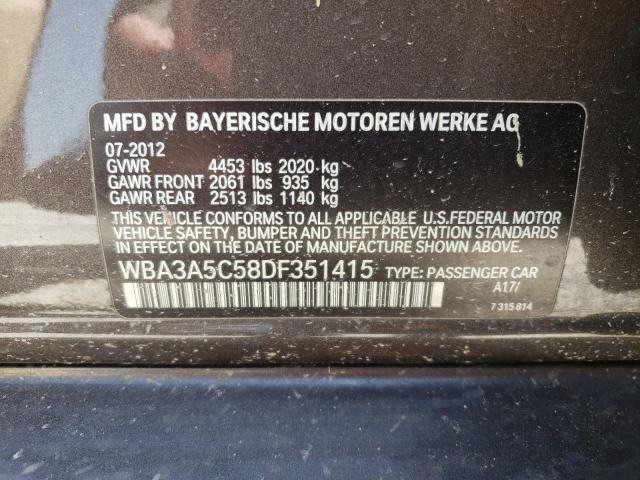 MFD BY BAYERISCHE MOTOREN WERKE AG
07-2012
GVWR 4453 lbs 2020 kg
GAWR FRONT 2061 lbs 935 kg
GAWR REAR 2513 lbs 1140 kg
THIS VEHICLE CONFORMS TO ALL APPLICABLE U.S.FEDERAL MOTOR
VEHICLE SAFETY, BUMPER AND THEFT PREVENTION STANDARDS
IN EFFECT ON THE DATE OF MANUFACTURE SHOWN ABOVE.
WBA3A5C58DF351415 TYPE: PASSENGER CAR
A17/
7 315 814